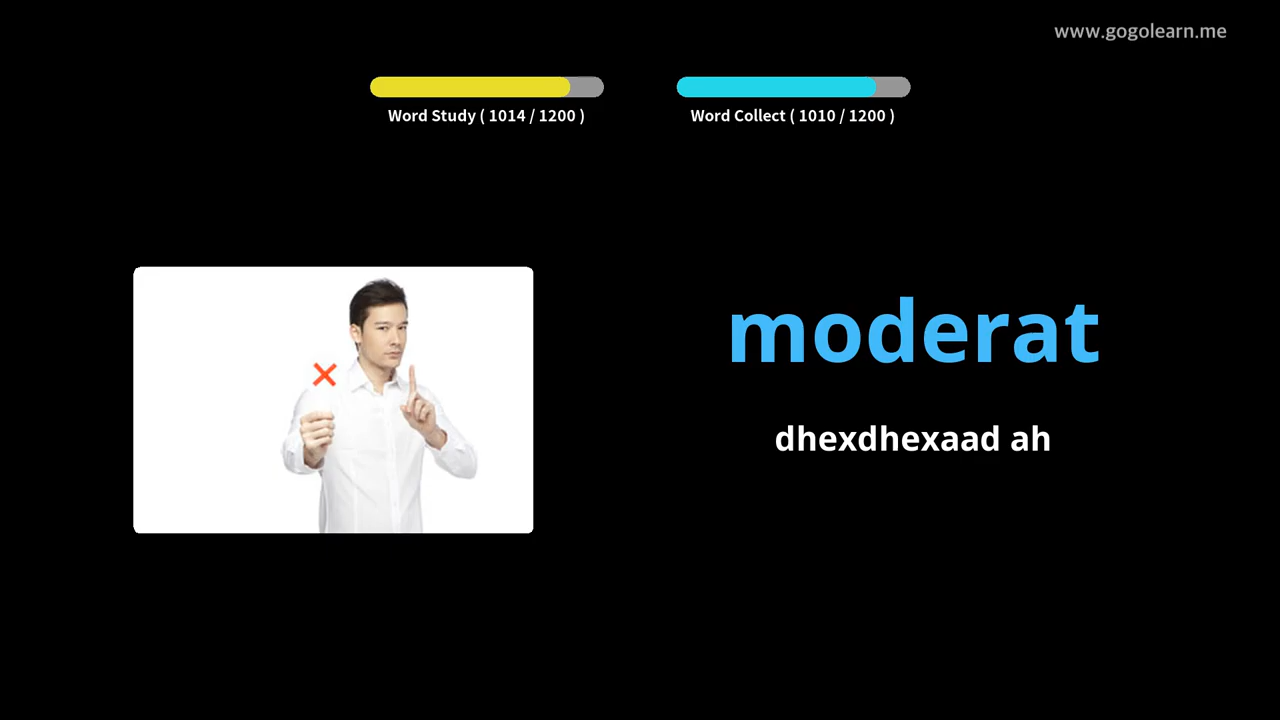 www.gogolearn.me
Word Study ( 1014 / 1200 )
Word Collect ( 1010 / 1200 )
moderat
dhexdhexaad ah